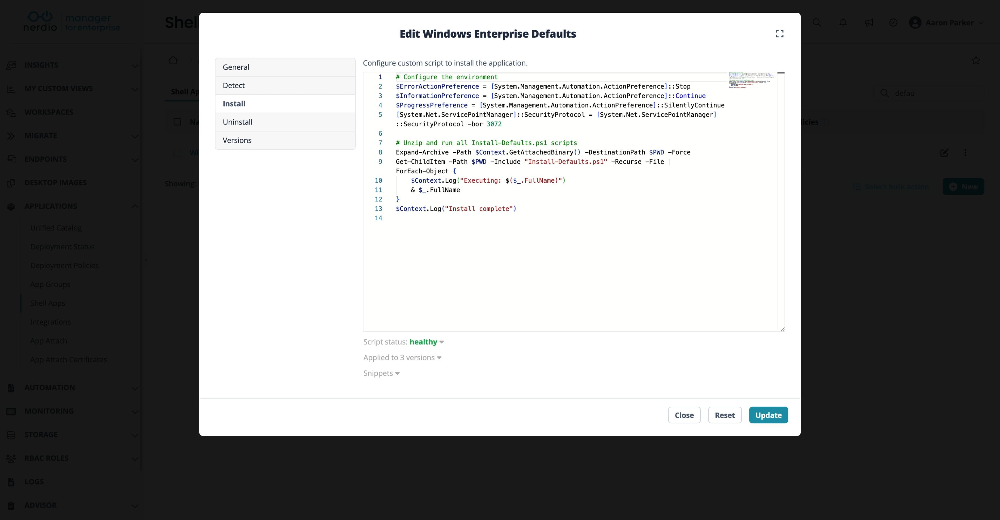 nerdio
manager
for enterprise
Shell
Aaron Parker
INSIGHTS
MY CUSTOM VIEWS
WORKSPACES
MIGRATE
ENDPOINTS
DESKTOP IMAGES
APPLICATIONS
Unified Catalog
Deployment Status
Deployment Policies
App Groups
Shell Apps
Integrations
App Attach
App Attach Certificates
AUTOMATION
MONITORING
STORAGE
RBAC ROLES
LOGS
ADVISOR
Shell Ap
defau
Na
licies
Wi
Showing:
Select bulk action
New
Edit Windows Enterprise Defaults
General
Detect
Install
Uninstall
Versions
Configure custom script to install the application.
1 # Configure the environment
2 $ErrorActionPreference = [System.Management.Automation.ActionPreference]::Stop
3 $InformationPreference = [System.Management.Automation.ActionPreference]::Continue
4 $ProgressPreference = [System.Management.Automation.ActionPreference]::SilentlyContinue
5 [System.Net.ServicePointManager]::SecurityProtocol = [System.Net.ServicePointManager]
::SecurityProtocol -bor 3072
6
7 # Unzip and run all Install-Defaults.ps1 scripts
8 Expand-Archive -Path $Context.GetAttachedBinary() -DestinationPath $PWD -Force
9 Get-ChildItem -Path $PWD -Include "Install-Defaults.ps1" -Recurse -File |
ForEach-Object {
10 $Context.Log("Executing: $($_.FullName)")
11 & $_.FullName
12 }
13 $Context.Log("Install complete")
14
Script status: healthy
Applied to 3 versions
Snippets
Close
Reset
Update